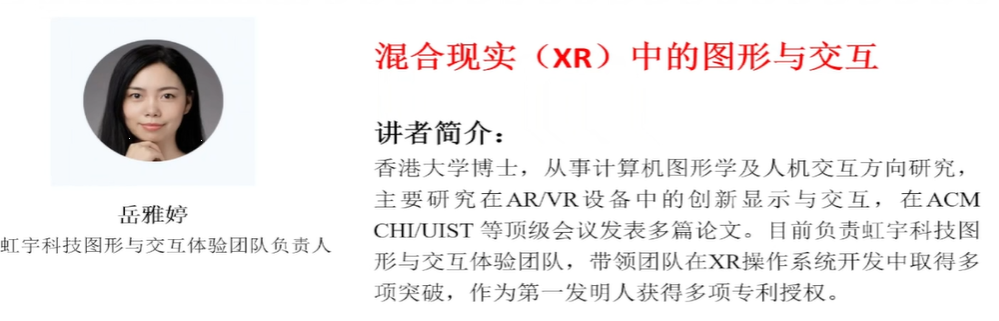 混合现实（XR）中的图形与交互
讲者简介：
香港大学博士，从事计算机图形学及人机交互方向研究，
主要研究在AR/VR设备中的创新显示与交互，在ACM
CHI/UIST 等顶级会议发表多篇论文。目前负责虹宇科技图
形与交互体验团队，带领团队在XR操作系统开发中取得多
项突破，作为第一发明人获得多项专利授权。
岳雅婷
虹宇科技图形与交互体验团队负责人